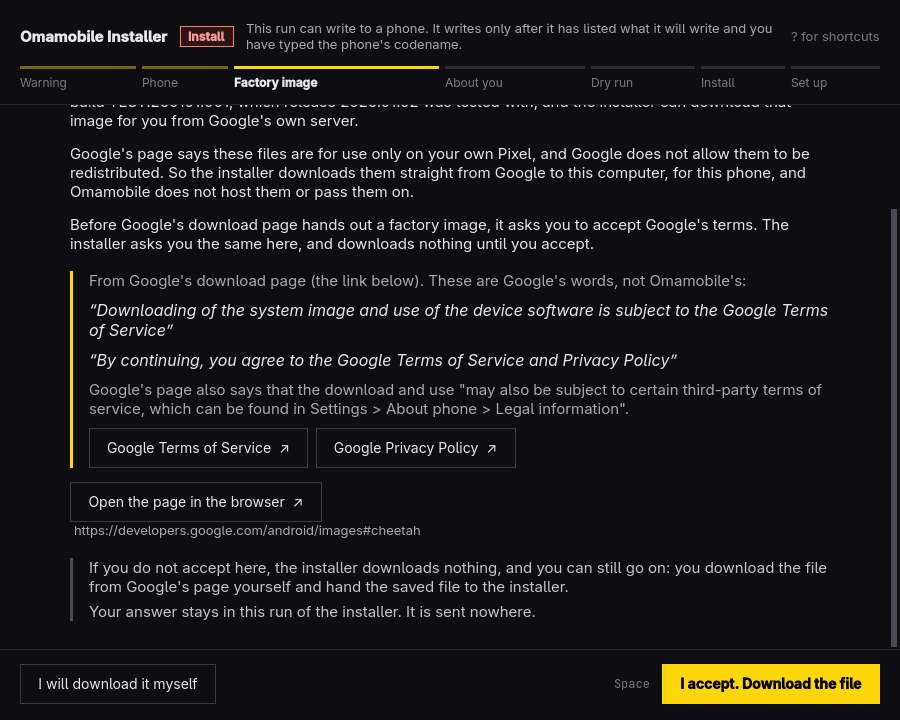 Omamobile Installer
Install
This run can write to a phone. It writes only after it has listed what it will write and you
have typed the phone's codename.
? for shortcuts
Warning
Phone
Factory image
About you
Dry run
Install
Set up
image for you from Google's own server.
Google's page says these files are for use only on your own Pixel, and Google does not allow them to be
redistributed. So the installer downloads them straight from Google to this computer, for this phone, and
Omamobile does not host them or pass them on.
Before Google's download page hands out a factory image, it asks you to accept Google's terms. The
installer asks you the same here, and downloads nothing until you accept.
From Google's download page (the link below). These are Google's words, not Omamobile's:
“Downloading of the system image and use of the device software is subject to the Google Terms
of Service”
“By continuing, you agree to the Google Terms of Service and Privacy Policy”
Google's page also says that the download and use "may also be subject to certain third-party terms of
service, which can be found in Settings > About phone > Legal information".
Google Terms of Service ↗
Google Privacy Policy ↗
Open the page in the browser ↗
https://developers.google.com/android/images#cheetah
If you do not accept here, the installer downloads nothing, and you can still go on: you download the file
from Google's page yourself and hand the saved file to the installer.
Your answer stays in this run of the installer. It is sent nowhere.
I will download it myself
Space
I accept. Download the file